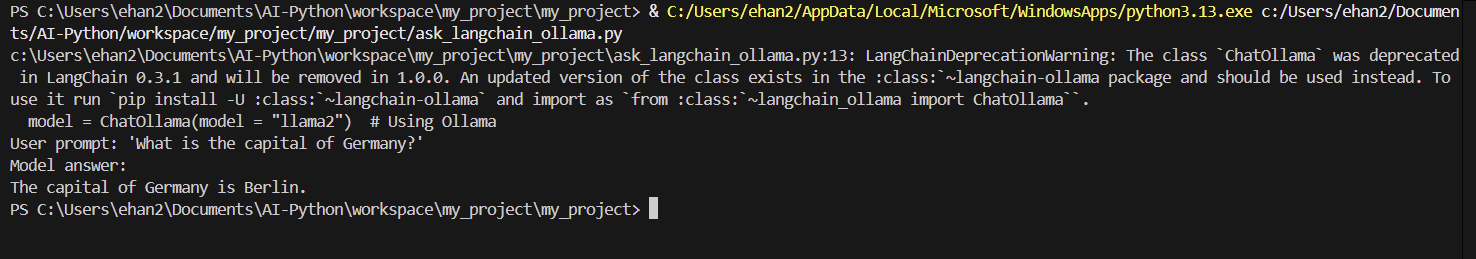 PS C:\Users\ehan2\Documents\AI-Python\workspace\my_project\my_project> & C:/Users/ehan2/AppData/Local/Microsoft/WindowsApps/python3.13.exe c:/Users/ehan2/Documen
ts/AI-Python/workspace/my_project/my_project/ask_langchain_ollama.py
c:\Users\ehan2\Documents\AI-Python\workspace\my_project\my_project\ask_langchain_ollama.py:13: LangChainDeprecationWarning: The class `ChatOllama` was deprecated
 in LangChain 0.3.1 and will be removed in 1.0.0. An updated version of the class exists in the :class:`~langchain-ollama package and should be used instead. To
use it run `pip install -U :class:`~langchain-ollama` and import as `from :class:`~langchain_ollama import ChatOllama``.
  model = ChatOllama(model = "llama2")  # Using Ollama
User prompt: 'What is the capital of Germany?'
Model answer:
The capital of Germany is Berlin.
PS C:\Users\ehan2\Documents\AI-Python\workspace\my_project\my_project>